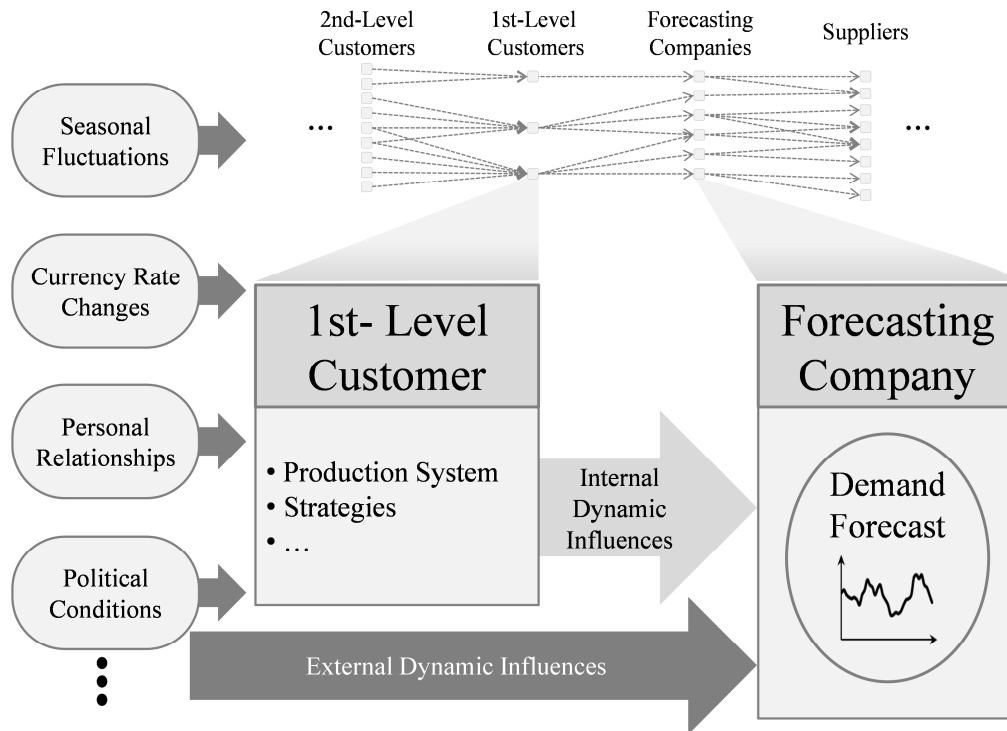 2nd-Level
Customers
1st-Level
Customers
Forecasting
Companies
Suppliers
...
...
Seasonal
Fluctuations
Currency Rate
Changes
Personal
Relationships
Political
Conditions
1st- Level
Customer
• Production System
• Strategies
• ...
Internal
Dynamic
Influences
External Dynamic Influences
Forecasting
Company
Demand
Forecast